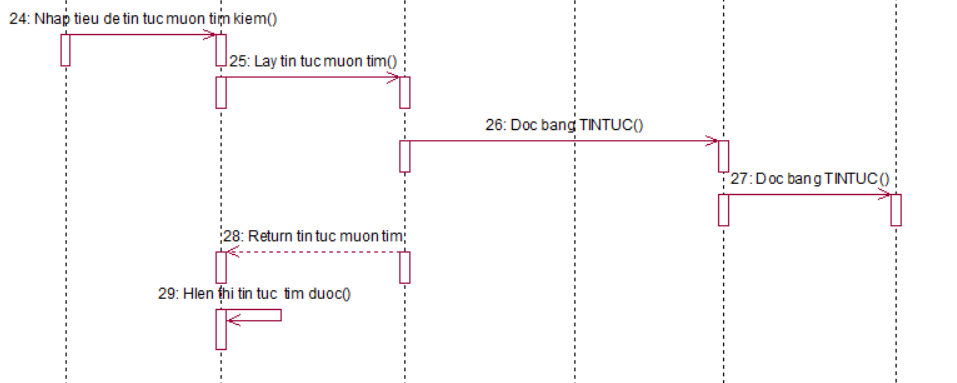 24: Nhap tieu de tin tuc muon tim kiem()
25: Lay tin tuc muon tim()
26: Doc bang TINTUC()
27: Doc bang TINTUC()
28: Return tin tuc muon tim
29: HIen thi tin tuc tim duoc()